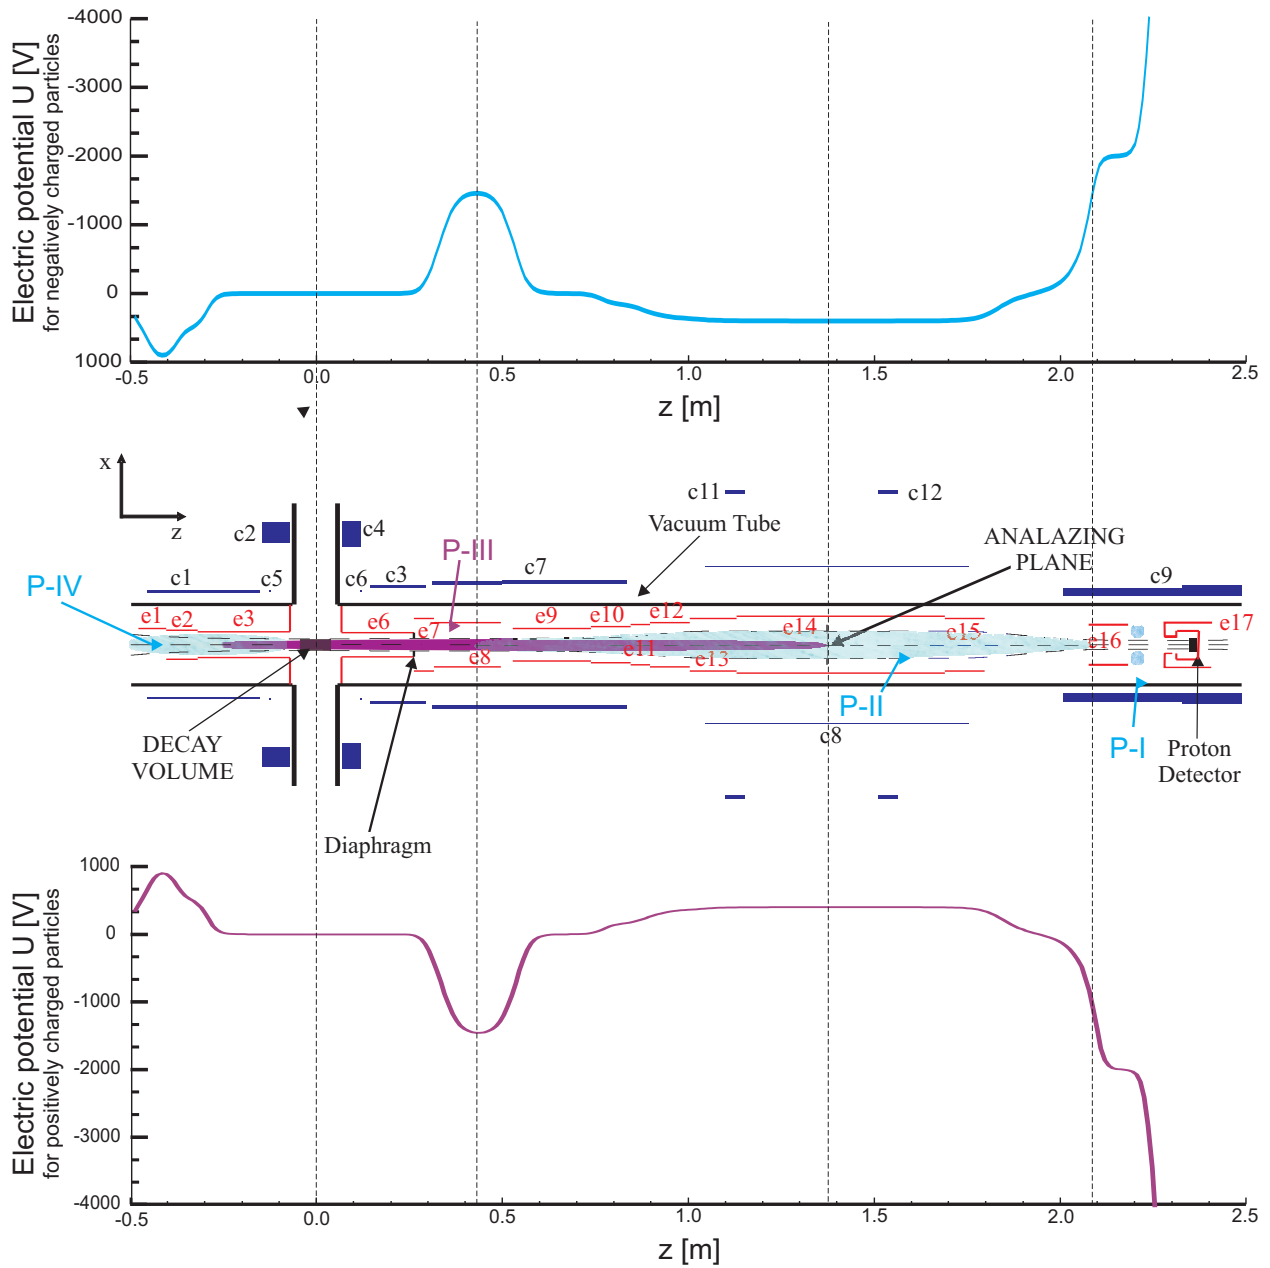 Electric potential U [V]
for negatively charged particles
-4000
-3000
-2000
-1000
0
1000
-0.5
0.0
0.5
1.0
1.5
2.0
2.5
z [m]
x
z
c11
c12
c2
c4
Vacuum Tube
ANALAZING
PLANE
P-III
c1
c5
c6
c3
c7
c9
P-IV
e1
e2
e3
e6
e7
e9
e10
e12
e14
e15
e16
e17
e8
e11
e13
P-II
c8
P-I
DECAY
VOLUME
Proton
Detector
Diaphragm
Electric potential U [V]
for positively charged particles
1000
0
-1000
-2000
-3000
-4000
-0.5
0.0
0.5
1.0
1.5
2.0
2.5
z [m]